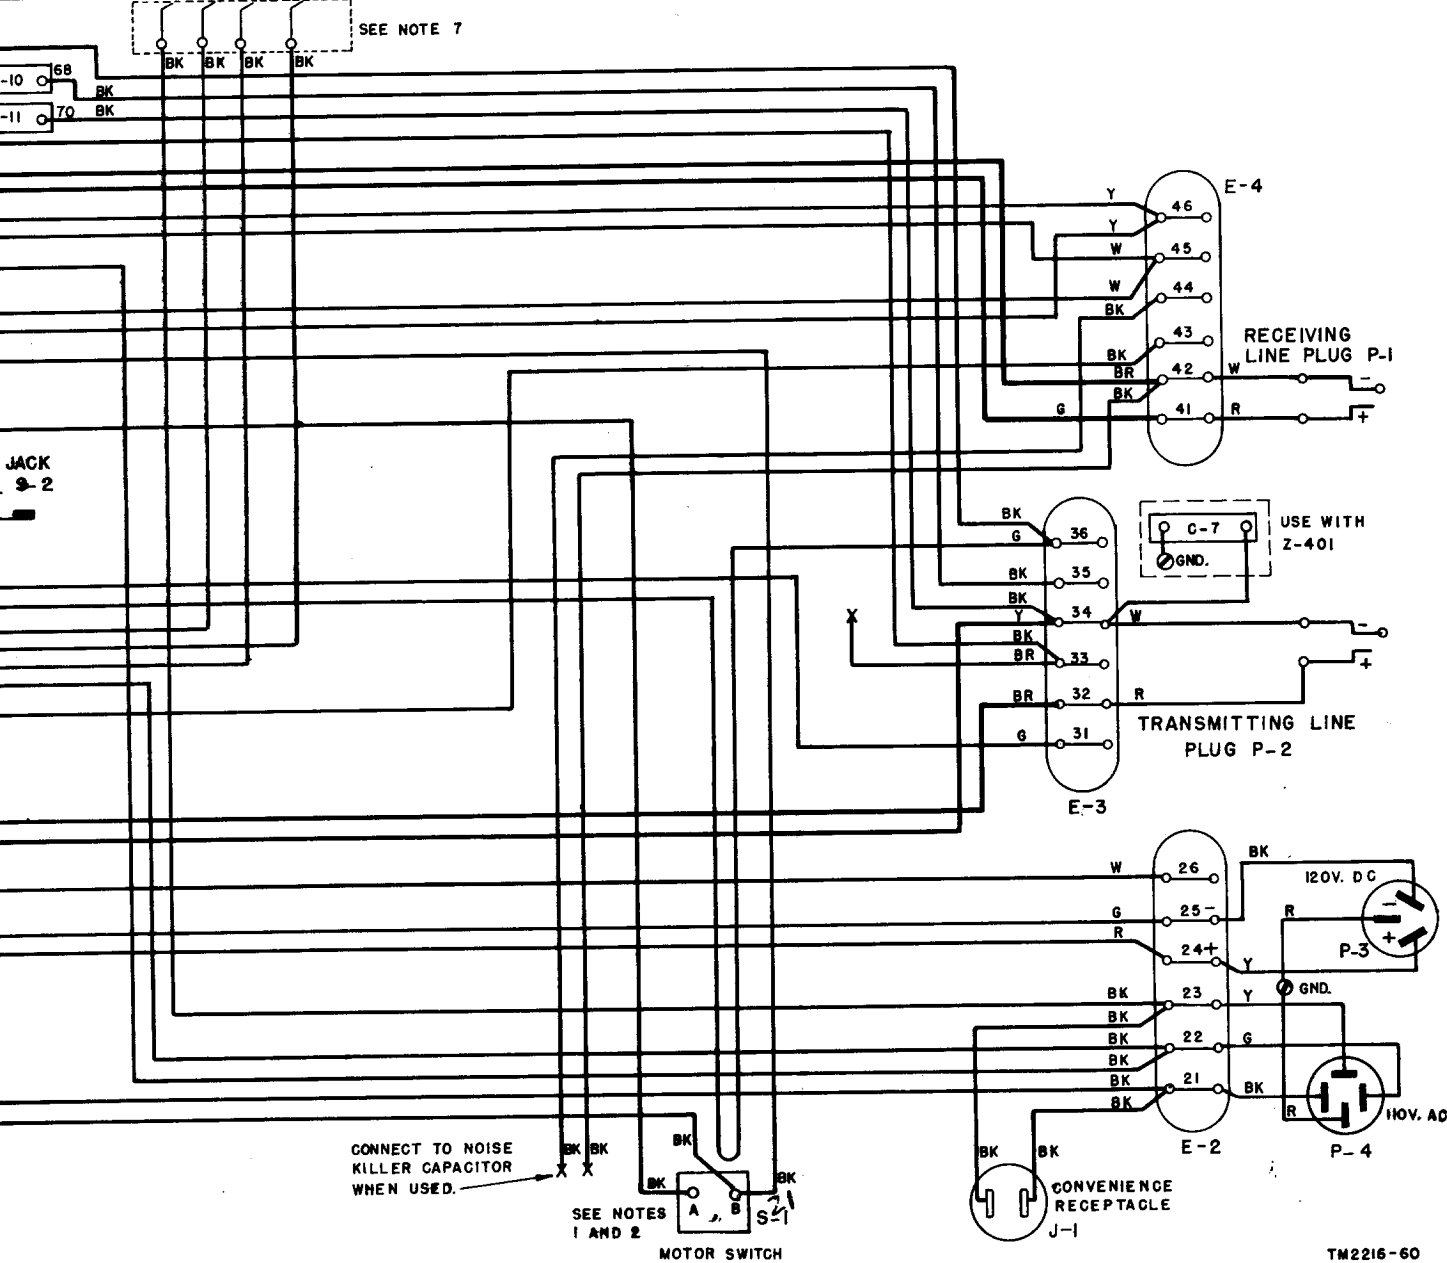 SEE NOTE 7
BK BK BK BK
-10 68
BK
-11 70 BK
E-4
Y 46
Y
W 45
W 44
BK
43
BK
BR 42 W -
BK
G 41 R +
RECEIVING
LINE PLUG P-1
JACK
S-2
BK 36
G
BK 35
BK
Y 34 W -
BK
BR 33 +
BR 32 R
G 31
E-3
C-7
GND.
USE WITH
Z-401
X
TRANSMITTING LINE
PLUG P-2
W 26 BK
120V. DC
G 25- R -
R 24+ Y +
P-3
GND.
BK 23 Y
BK
BK 22 G
BK
BK 21 BK
BK R
110V. AC
E-2
P-4
CONNECT TO NOISE
KILLER CAPACITOR
WHEN USED.
BK BK
X X
BK
BK BK
A B
S-1
21
SEE NOTES
1 AND 2
MOTOR SWITCH
BK BK
CONVENIENCE
RECEPTACLE
J-1
TM2216-60